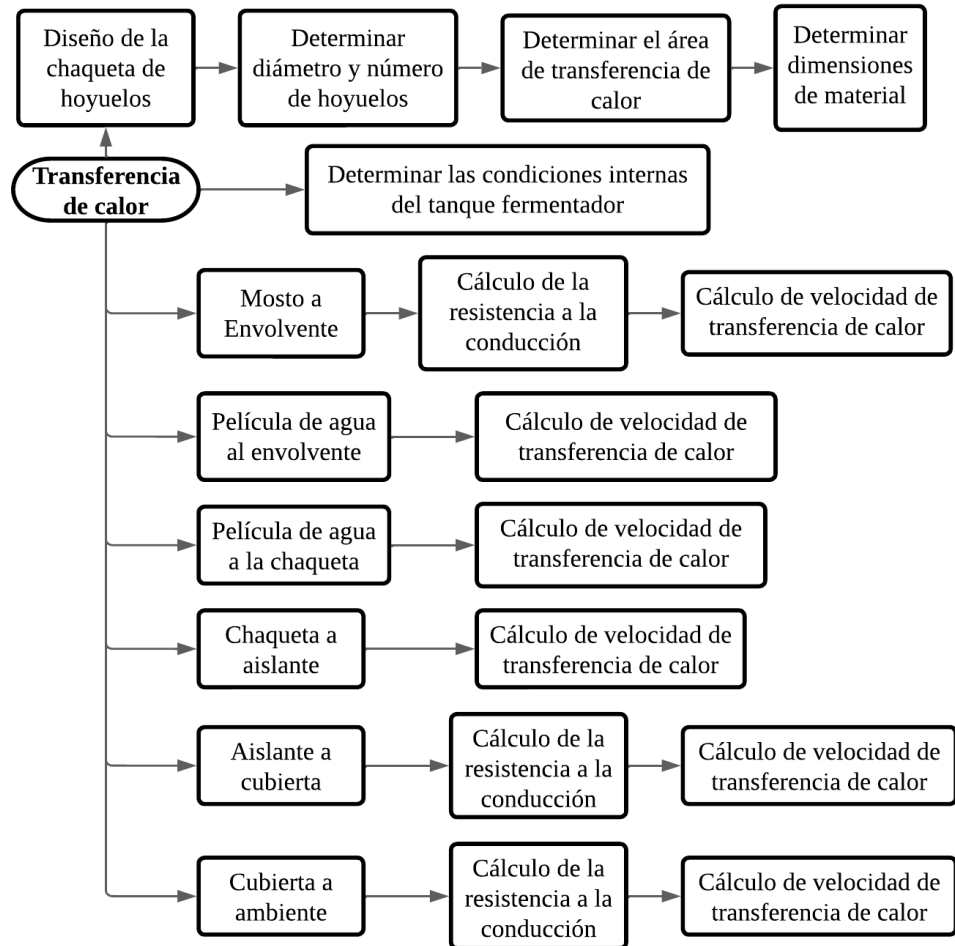 Diseño de la
chaqueta de
hoyuelos
Determinar
diámetro y número
de hoyuelos
Determinar el área
de transferencia de
calor
Determinar
dimensiones
de material
Transferencia
de calor
Determinar las condiciones internas
del tanque fermentador
Mosto a
Envolvente
Cálculo de la
resistencia a la
conducción
Cálculo de velocidad de
transferencia de calor
Película de agua
al envolvente
Cálculo de velocidad de
transferencia de calor
Película de agua
a la chaqueta
Cálculo de velocidad de
transferencia de calor
Chaqueta a
aislante
Cálculo de velocidad de
transferencia de calor
Aislante a
cubierta
Cálculo de la
resistencia a la
conducción
Cálculo de velocidad de
transferencia de calor
Cubierta a
ambiente
Cálculo de la
resistencia a la
conducción
Cálculo de velocidad de
transferencia de calor